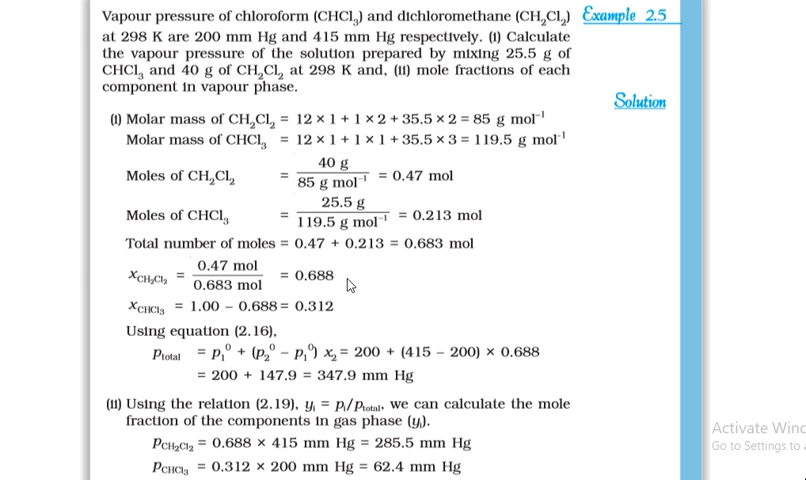 Vapour pressure of chloroform (CHCl₃) and dichloromethane (CH₂Cl₂)
Example 2.5
at 298 K are 200 mm Hg and 415 mm Hg respectively. (i) Calculate
the vapour pressure of the solution prepared by mixing 25.5 g of
CHCl₃ and 40 g of CH₂Cl₂ at 298 K and, (ii) mole fractions of each
component in vapour phase.
Solution
(i) Molar mass of CH₂Cl₂ = 12 × 1 + 1 × 2 + 35.5 × 2 = 85 g mol⁻¹
Molar mass of CHCl₃ = 12 × 1 + 1 × 1 + 35.5 × 3 = 119.5 g mol⁻¹
Moles of CH₂Cl₂ = 40 g / 85 g mol⁻¹ = 0.47 mol
Moles of CHCl₃ = 25.5 g / 119.5 g mol⁻¹ = 0.213 mol
Total number of moles = 0.47 + 0.213 = 0.683 mol
x_CH₂Cl₂ = 0.47 mol / 0.683 mol = 0.688
x_CHCl₃ = 1.00 – 0.688 = 0.312
Using equation (2.16),
p_total = p₁⁰ + (p₂⁰ – p₁⁰) x₂ = 200 + (415 – 200) × 0.688
= 200 + 147.9 = 347.9 mm Hg
(ii) Using the relation (2.19), yᵢ = pᵢ/p_total, we can calculate the mole
fraction of the components in gas phase (yᵢ).
p_CH₂Cl₂ = 0.688 × 415 mm Hg = 285.5 mm Hg
p_CHCl₃ = 0.312 × 200 mm Hg = 62.4 mm Hg
Activate Winc
Go to Settings to